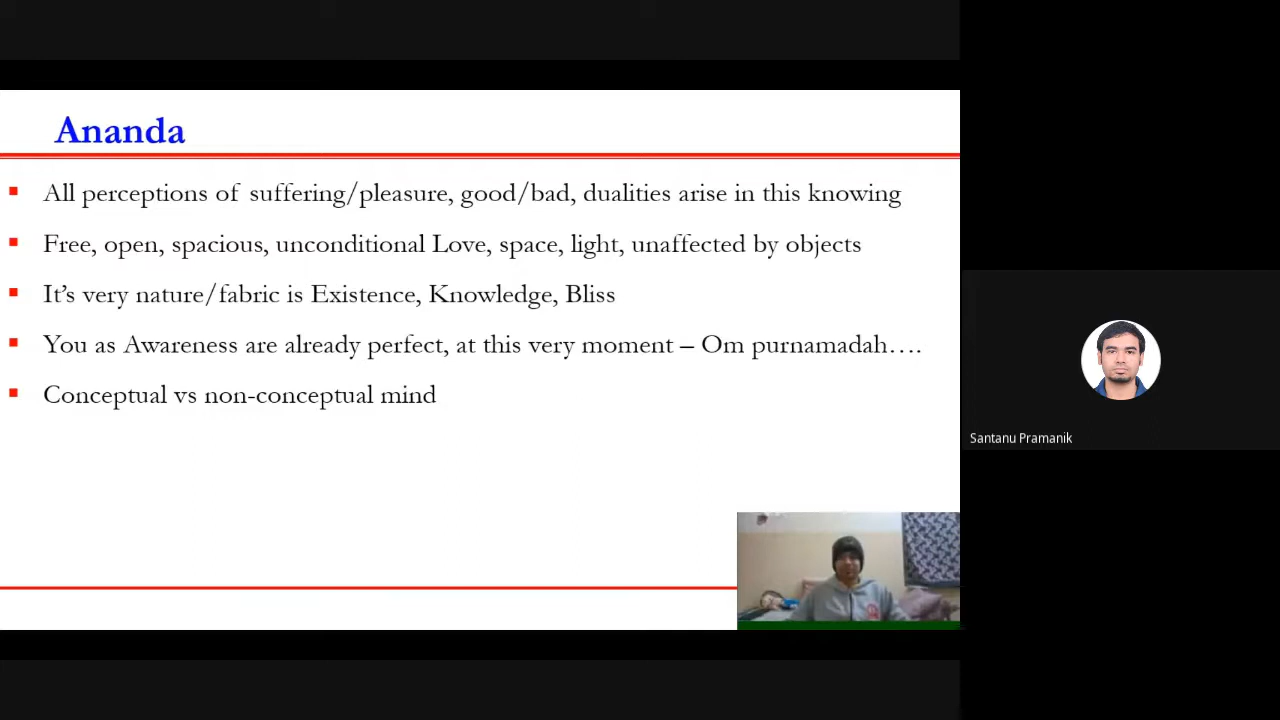 Ananda
All perceptions of suffering/pleasure, good/bad, dualities arise in this knowing
Free, open, spacious, unconditional Love, space, light, unaffected by objects
It's very nature/fabric is Existence, Knowledge, Bliss
You as Awareness are already perfect, at this very moment – Om purnamadah….
Conceptual vs non-conceptual mind
Santanu Pramanik